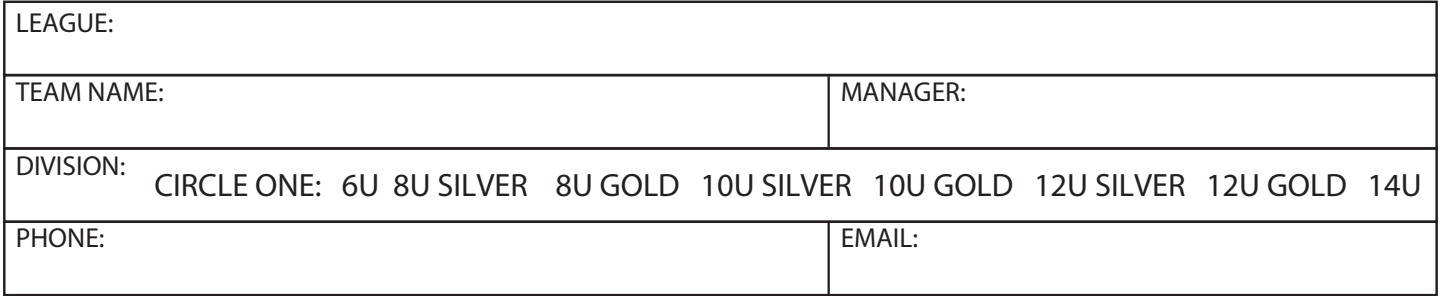 LEAGUE:
TEAM NAME: MANAGER:
DIVISION: CIRCLE ONE: 6U 8U SILVER 8U GOLD 10U SILVER 10U GOLD 12U SILVER 12U GOLD 14U
PHONE: EMAIL: